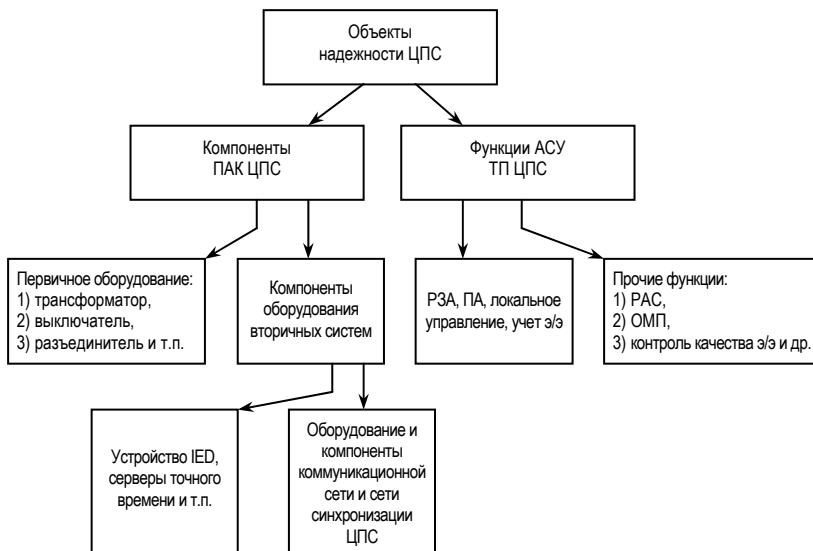 Объекты
надежности ЦПС
Компоненты
ПАК ЦПС
Функции АСУ
ТП ЦПС
Первичное оборудование:
1) трансформатор,
2) выключатель,
3) разъединитель и т.п.
Компоненты
оборудования
вторичных систем
РЗА, ПА, локальное
управление, учет э/э
Прочие функции:
1) РАС,
2) ОМП,
3) контроль качества э/э и др.
Устройство IED,
серверы точного
времени и т.п.
Оборудование и
компоненты
коммуникационной
сети и сети
синхронизации
ЦПС